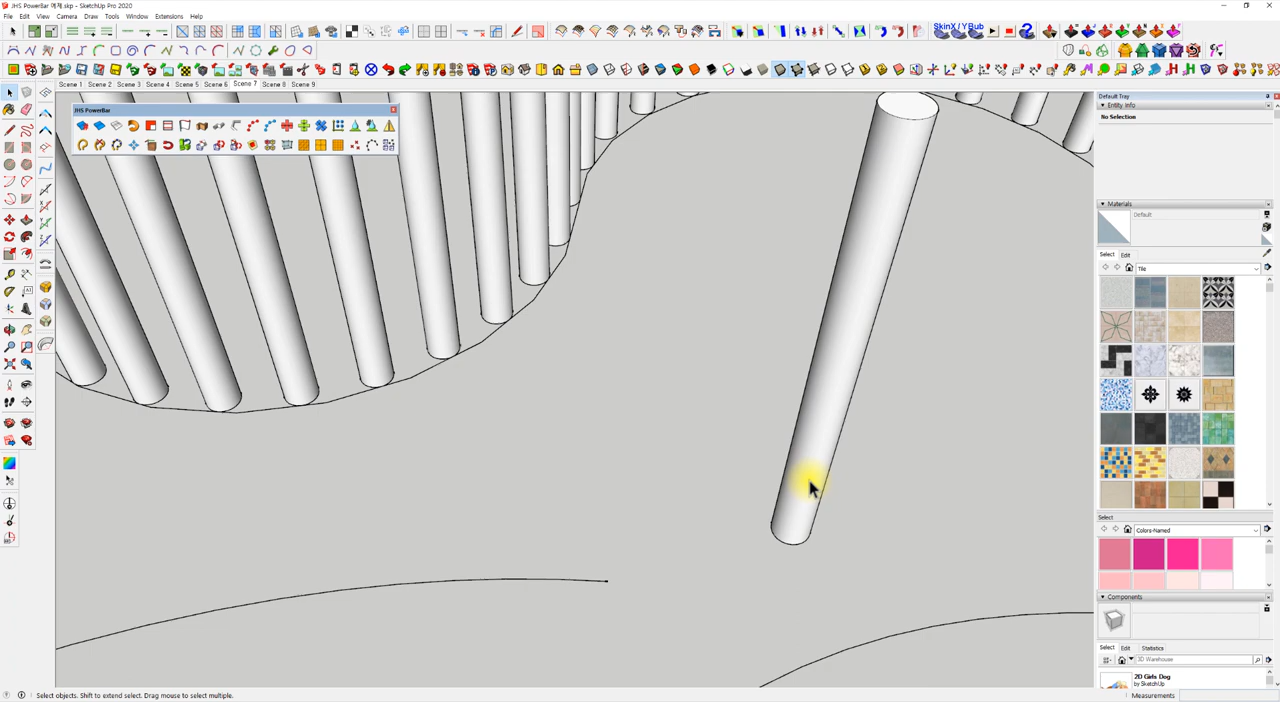 JHS PowerBar 예제.skp - SketchUp Pro 2020
File Edit View Camera Draw Tools Window Extensions Help
SkinX/YBub
Scene 1 Scene 2 Scene 3 Scene 4 Scene 5 Scene 6 Scene 7 Scene 8 Scene 9
JHS PowerBar
Default Tray
Entity Info
No Selection
Materials
Default
Select Edit
Tile
Select
Colors-Named
Components
Select Edit Statistics
3D Warehouse
2D Girls Dog
by SketchUp
Select objects. Shift to extend select. Drag mouse to select multiple.
Measurements